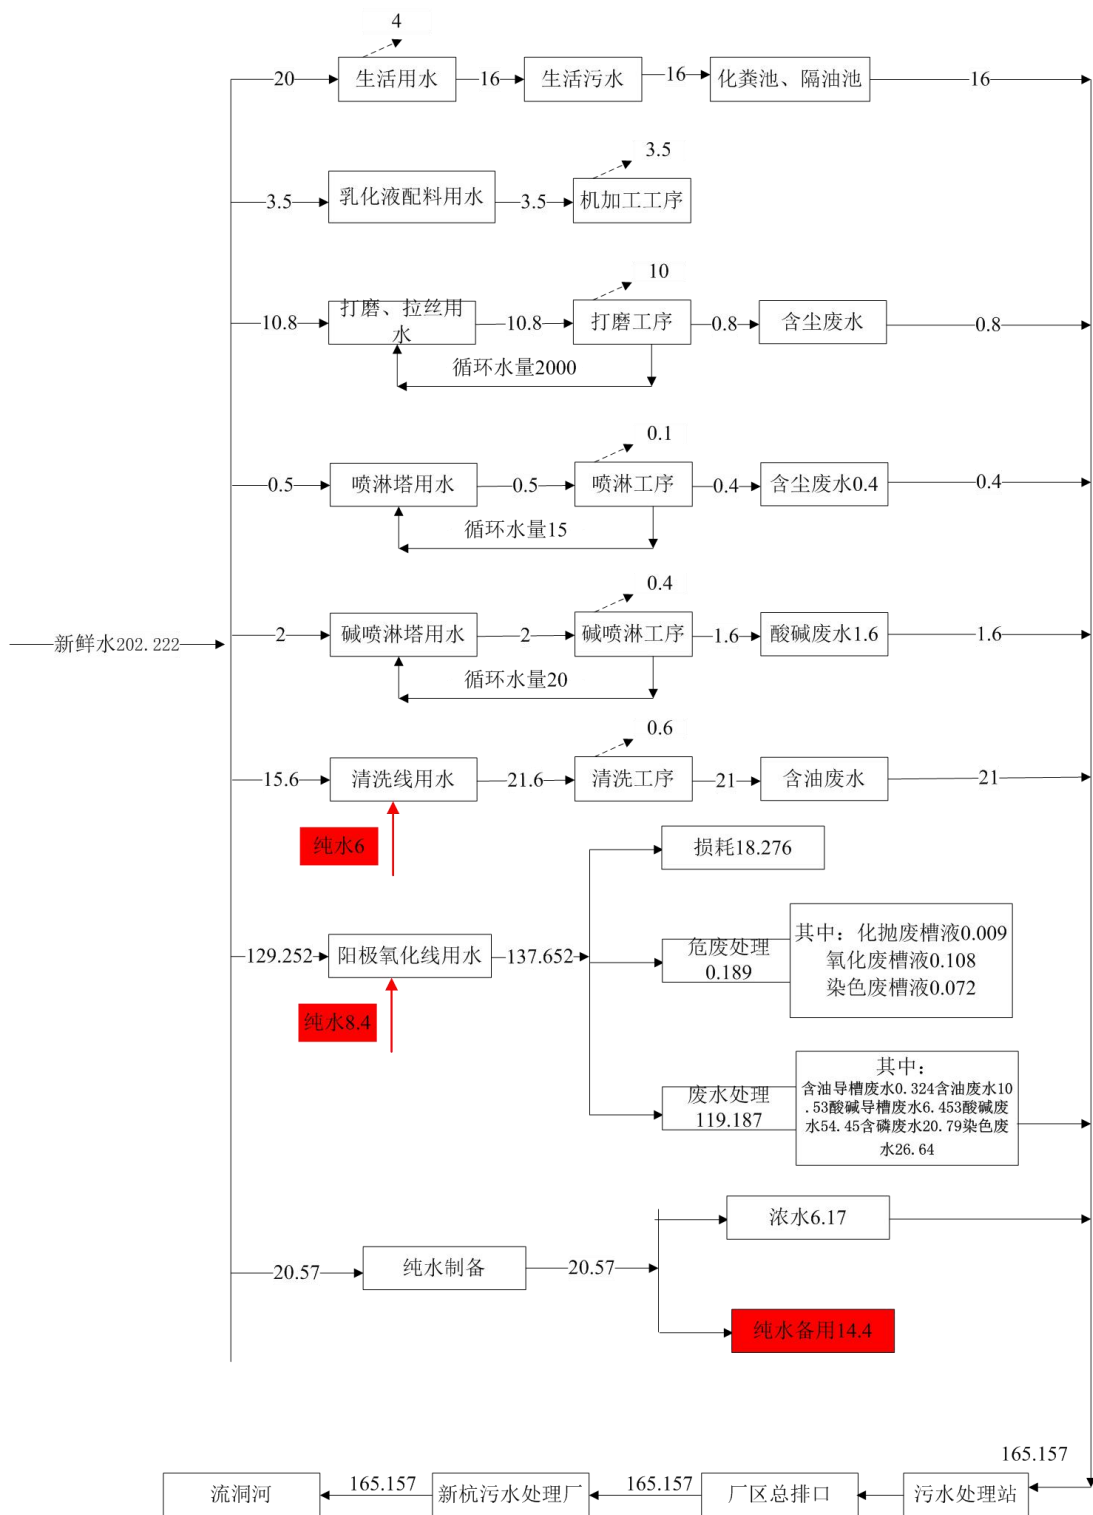 4
20
生活用水
16
生活污水
16
化粪池、隔油池
16
3.5
3.5
乳化液配料用水
3.5
机加工工序
10
10.8
打磨、拉丝用
水
10.8
打磨工序
0.8
含尘废水
0.8
循环水量2000
0.1
0.5
喷淋塔用水
0.5
喷淋工序
0.4
含尘废水0.4
0.4
循环水量15
0.4
新鲜水202.222
2
碱喷淋塔用水
2
碱喷淋工序
1.6
酸碱废水1.6
1.6
循环水量20
0.6
15.6
清洗线用水
21.6
清洗工序
21
含油废水
21
纯水6
损耗18.276
129.252
阳极氧化线用水
137.652
危废处理
0.189
其中：化抛废槽液0.009
氧化废槽液0.108
染色废槽液0.072
纯水8.4
废水处理
119.187
其中：
含油导槽废水0.324含油废水10
.53酸碱导槽废水6.453酸碱废
水54.45含磷废水20.79染色废
水26.64
浓水6.17
20.57
纯水制备
20.57
纯水备用14.4
165.157
流洞河
165.157
新杭污水处理厂
165.157
厂区总排口
污水处理站